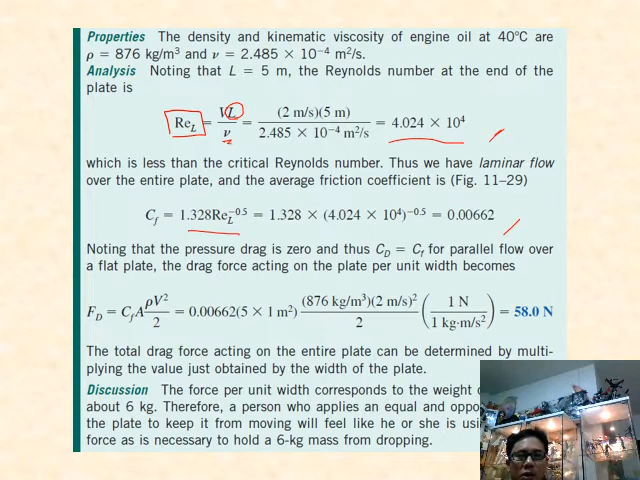 Properties The density and kinematic viscosity of engine oil at 40°C are
ρ = 876 kg/m³ and ν = 2.485 × 10⁻⁴ m²/s.
Analysis Noting that L = 5 m, the Reynolds number at the end of the
plate is
Re_L = VL/ν = (2 m/s)(5 m)/2.485 × 10⁻⁴ m²/s = 4.024 × 10⁴
which is less than the critical Reynolds number. Thus we have laminar flow
over the entire plate, and the average friction coefficient is (Fig. 11–29)
C_f = 1.328Re_L^−0.5 = 1.328 × (4.024 × 10⁴)^−0.5 = 0.00662
Noting that the pressure drag is zero and thus C_D = C_f for parallel flow over
a flat plate, the drag force acting on the plate per unit width becomes
F_D = C_f A ρV²/2 = 0.00662(5 × 1 m²) (876 kg/m³)(2 m/s)²/2 (1 N/1 kg·m/s²) = 58.0 N
The total drag force acting on the entire plate can be determined by multi-
plying the value just obtained by the width of the plate.
Discussion The force per unit width corresponds to the weight
about 6 kg. Therefore, a person who applies an equal and
the plate to keep it from moving will feel like he or she is
force as is necessary to hold a 6-kg mass from dropping.